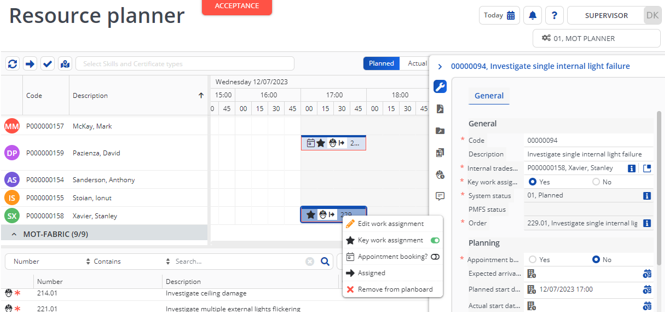 Resource planner
ACCEPTANCE
Today
?
SUPERVISOR
DK
01, MOT PLANNER
Select Skills and Certificate types
Planned
Actual
Wednesday 12/07/2023
Code
Description
15:00 16:00 17:00 18:00
0 45 00 15 30 45 00 15 30 45 00 15 30 45
MM P000000157 McKay, Mark
DP P000000159 Pazienza, David
2...
AS P000000154 Sanderson, Anthony
IS P000000155 Stoian, Ionut
SX P000000158 Xavier, Stanley
229...
MOT-FABRIC (9/9)
Number
Contains
Search...
Number
Description
214.01 Investigate ceiling damage
221.01 Investigate multiple external lights flickering
Edit work assignment
Key work assignment
Appointment booking?
Assigned
Remove from planboard
00000094, Investigate single internal light failure
General
General
* Code 00000094
Description Investigate single internal light failure
* Internal trades... P000000158, Xavier, Stanley
* Key work assig... Yes No
* System status 01, Planned
PMFS status
* Order 229.01, Investigate single internal lig
Planning
* Appointment b... Yes No
Expected arriva...
Planned start d... 12/07/2023 17:00
Actual start dat...